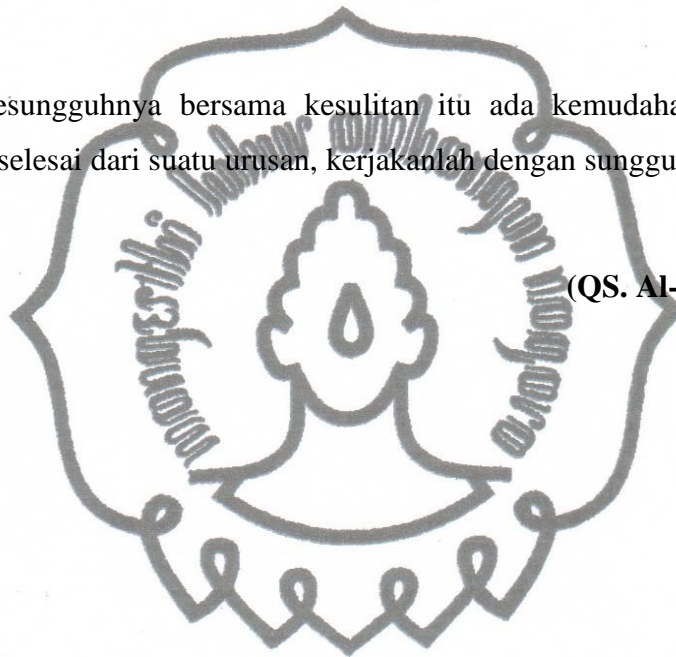 esungguhnya bersama kesulitan itu ada kemudaha
selesai dari suatu urusan, kerjakanlah dengan sunggu
(QS. Al-